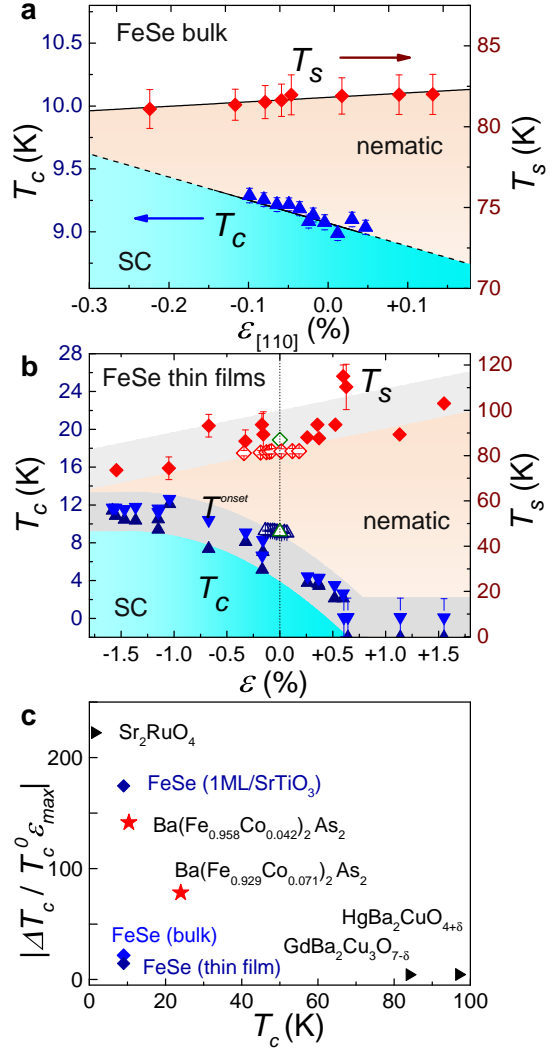 a
FeSe bulk
T_s
nematic
T_c
SC
10.5
10.0
9.5
9.0
T_c (K)
85
80
75
70
T_s (K)
-0.3 -0.2 -0.1 0.0 +0.1
ε[110] (%)
b
FeSe thin films
T_s
T^onset
nematic
T_c
SC
28
24
20
16
12
8
4
0
T_c (K)
120
100
80
60
40
20
0
T_s (K)
-1.5 -1.0 -0.5 0.0 +0.5 +1.0 +1.5
ε (%)
c
Sr₂RuO₄
FeSe (1ML/SrTiO₃)
Ba(Fe₀.₉₅₈Co₀.₀₄₂)₂As₂
Ba(Fe₀.₉₂₉Co₀.₀₇₁)₂As₂
HgBa₂CuO₄₊δ
GdBa₂Cu₃O₇₋δ
FeSe (bulk)
FeSe (thin film)
200
100
0
|ΔT_c / T_c^0 ε_max|
0 20 40 60 80 100
T_c (K)